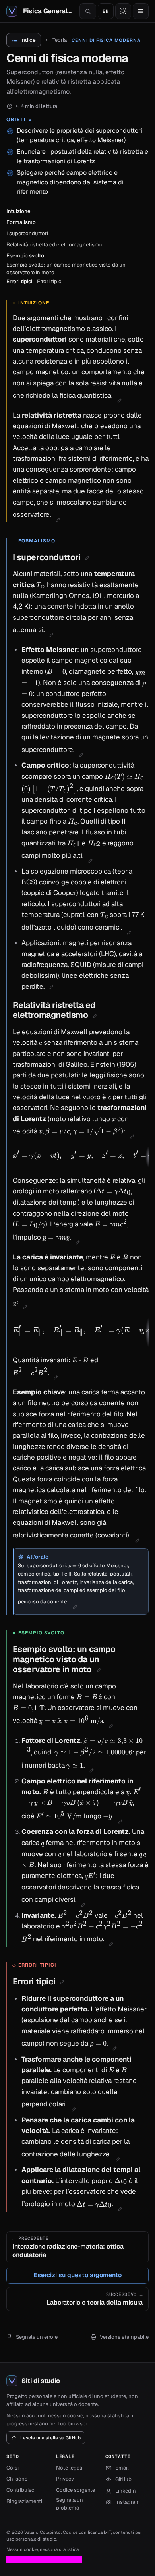 Fisica General...
EN
Indice
← Teoria
CENNI DI FISICA MODERNA
Cenni di fisica moderna
Superconduttori (resistenza nulla, effetto
Meissner) e relatività ristretta applicata
all'elettromagnetismo.
≈ 4 min di lettura
OBIETTIVI
Descrivere le proprietà dei superconduttori
(temperatura critica, effetto Meissner)
Enunciare i postulati della relatività ristretta e
le trasformazioni di Lorentz
Spiegare perché campo elettrico e
magnetico dipendono dal sistema di
riferimento
Intuizione
Formalismo
I superconduttori
Relatività ristretta ed elettromagnetismo
Esempio svolto
Esempio svolto: un campo magnetico visto da un
osservatore in moto
Errori tipici Errori tipici
INTUIZIONE
Due argomenti che mostrano i confini
dell'elettromagnetismo classico. I
superconduttori sono materiali che, sotto
una temperatura critica, conducono senza
alcuna resistenza ed espellono il campo
magnetico: un comportamento che
non si spiega con la sola resistività nulla e
che richiede la fisica quantistica.
La relatività ristretta nasce proprio dalle
equazioni di Maxwell, che prevedono una
velocità della luce uguale per tutti.
Accettarla obbliga a cambiare le
trasformazioni fra sistemi di riferimento, e
ha una conseguenza sorprendente: campo
elettrico e campo magnetico non sono
entità separate, ma aspetti di uno stesso
campo, che si mescolano cambiando
osservatore.
FORMALISMO
I superconduttori
Alcuni materiali, sotto una temperatura
critica Tc, hanno resistività esattamente
nulla (Kamerlingh Onnes, 1911, mercurio a
4,2 K): una corrente indotta in un anello
superconduttore circola per anni
invariata.
Effetto Meissner: un superconduttore
espelle il campo magnetico dal suo
interno (B = 0, diamagnete perfetto, χm
= −1). Non è solo una conseguenza di ρ
= 0: un conduttore perfetto
conserverebbe il flusso iniziale, mentre il
superconduttore lo espelle anche se
raffreddato in presenza del campo. Da
qui la levitazione di un magnete sopra un
superconduttore.
Campo critico: la superconduttività
scompare sopra un campo Hc(T) ≃ Hc
(0) [1 − (T/Tc)²], e quindi anche sopra
una densità di corrente critica. I
superconduttori di tipo I espellono tutto
il campo fino a Hc. Quelli di tipo II
lasciano penetrare il flusso in tubi
quantizzati tra Hc1 e Hc2 e reggono
campi molto più alti.
La spiegazione microscopica (teoria
BCS) coinvolge coppie di elettroni
(coppie di Cooper) legate tramite il
reticolo. I superconduttori ad alta
temperatura (cuprati, Tc sopra i 77 K
dell'azoto liquido) sono ceramici.
Applicazioni: magneti per risonanza
magnetica e acceleratori (LHC), cavità a
radiofrequenza, SQUID (misure di campi
debolissimi), linee elettriche senza
perdite.
Relatività ristretta ed
elettromagnetismo
Le equazioni di Maxwell prevedono la
velocità c senza riferimento a un sistema
particolare e non sono invarianti per
trasformazioni di Galileo. Einstein (1905)
partì da due postulati: le leggi fisiche sono
le stesse in tutti i sistemi inerziali, e la
velocità della luce nel vuoto è c per tutti gli
osservatori. Ne seguono le trasformazioni
di Lorentz (moto relativo lungo x con
velocità v, β = v/c, γ = 1/√(1 − β²)):
x′ = γ(x − vt), y′ = y, z′ = z, t′ =
Conseguenze: la simultaneità è relativa, gli
orologi in moto rallentano (Δt = γΔt₀),
le lunghezze degli oggetti in moto si
contraggono nella direzione del moto
(L = L₀/γ). L'energia vale E = γmc²,
l'impulso p = γmv.
La carica è invariante, mentre E e B non
lo sono: sono componenti di un unico
campo elettromagnetico. Passando a un
sistema in moto con velocità
v:
E′∥ = E∥, B′∥ = B∥, E′⊥ = γ(E + v
Quantità invarianti: E · B ed
E² − c²B².
Esempio chiave: una carica ferma accanto
a un filo neutro percorso da corrente non
subisce forza. In un sistema in moto
parallelo al filo, invece, la contrazione delle
lunghezze rende diverse le densità di
cariche positive e negative: il filo appare
carico e la carica subisce una forza elettrica.
Questa forza coincide con la forza
magnetica calcolata nel riferimento del filo.
Il magnetismo è quindi un effetto
relativistico dell'elettrostatica, e le
equazioni di Maxwell sono già
relativisticamente corrette (covarianti).
All'orale
Sui superconduttori: ρ = 0 ed effetto Meissner,
campo critico, tipi I e II. Sulla relatività: postulati,
trasformazioni di Lorentz, invarianza della carica,
trasformazione dei campi ed esempio del filo
percorso da corrente.
ESEMPIO SVOLTO
Esempio svolto: un campo
magnetico visto da un
osservatore in moto
Nel laboratorio c'è solo un campo
magnetico uniforme B = B ẑ con
B = 0,1 T. Un osservatore si muove con
velocità v = v x̂, v = 10⁶ m/s.
1. Fattore di Lorentz. β = v/c ≃ 3,3 × 10
⁻³, quindi γ ≃ 1 + β²/2 ≃ 1,000006: per
i numeri basta γ ≃ 1.
2. Campo elettrico nel riferimento in
moto. B è tutto perpendicolare a v: E′
= γ v × B = γvB (x̂ × ẑ) = −γvB ŷ,
cioè E′ ≃ 10⁵ V/m lungo −ŷ.
3. Coerenza con la forza di Lorentz. Una
carica q ferma nel riferimento in moto si
muove con v nel laboratorio e lì sente qv
× B. Nel suo riferimento la stessa forza è
puramente elettrica, qE′: i due
osservatori descrivono la stessa fisica con
campi diversi.
4. Invariante. E² − c²B² vale −c²B² nel
laboratorio e γ²v²B² − c²γ²B² = −c²
B² nel riferimento in moto.
ERRORI TIPICI
Errori tipici
Ridurre il superconduttore a un
conduttore perfetto. L'effetto Meissner
(espulsione del campo anche se il
materiale viene raffreddato immerso nel
campo) non segue da ρ = 0.
Trasformare anche le componenti
parallele. Le componenti di E e B
parallele alla velocità relativa restano
invariate; cambiano solo quelle
perpendicolari.
Pensare che la carica cambi con la
velocità. La carica è invariante;
cambiano le densità di carica per la
contrazione delle lunghezze.
Applicare la dilatazione dei tempi al
contrario. L'intervallo proprio Δt₀ è il
più breve: per l'osservatore che vede
l'orologio in moto Δt = γΔt₀.
← PRECEDENTE
Interazione radiazione-materia: ottica
ondulatoria
Esercizi su questo argomento
SUCCESSIVO →
Laboratorio e teoria della misura
Segnala un errore
Versione stampabile
Siti di studio
Progetto personale e non ufficiale di uno studente, non
affiliato ad alcuna università o docente.
Nessun account, nessun cookie, nessuna statistica: i
progressi restano nel tuo browser.
Lascia una stella su GitHub
SITO
Corsi
Chi sono
Contribuisci
Ringraziamenti
LEGALE
Note legali
Privacy
Codice sorgente
Segnala un
problema
CONTATTI
Email
GitHub
LinkedIn
Instagram
© 2026 Valerio Colapinto. Codice con licenza MIT, contenuti per
uso personale di studio.
Nessun cookie, nessuna statistica